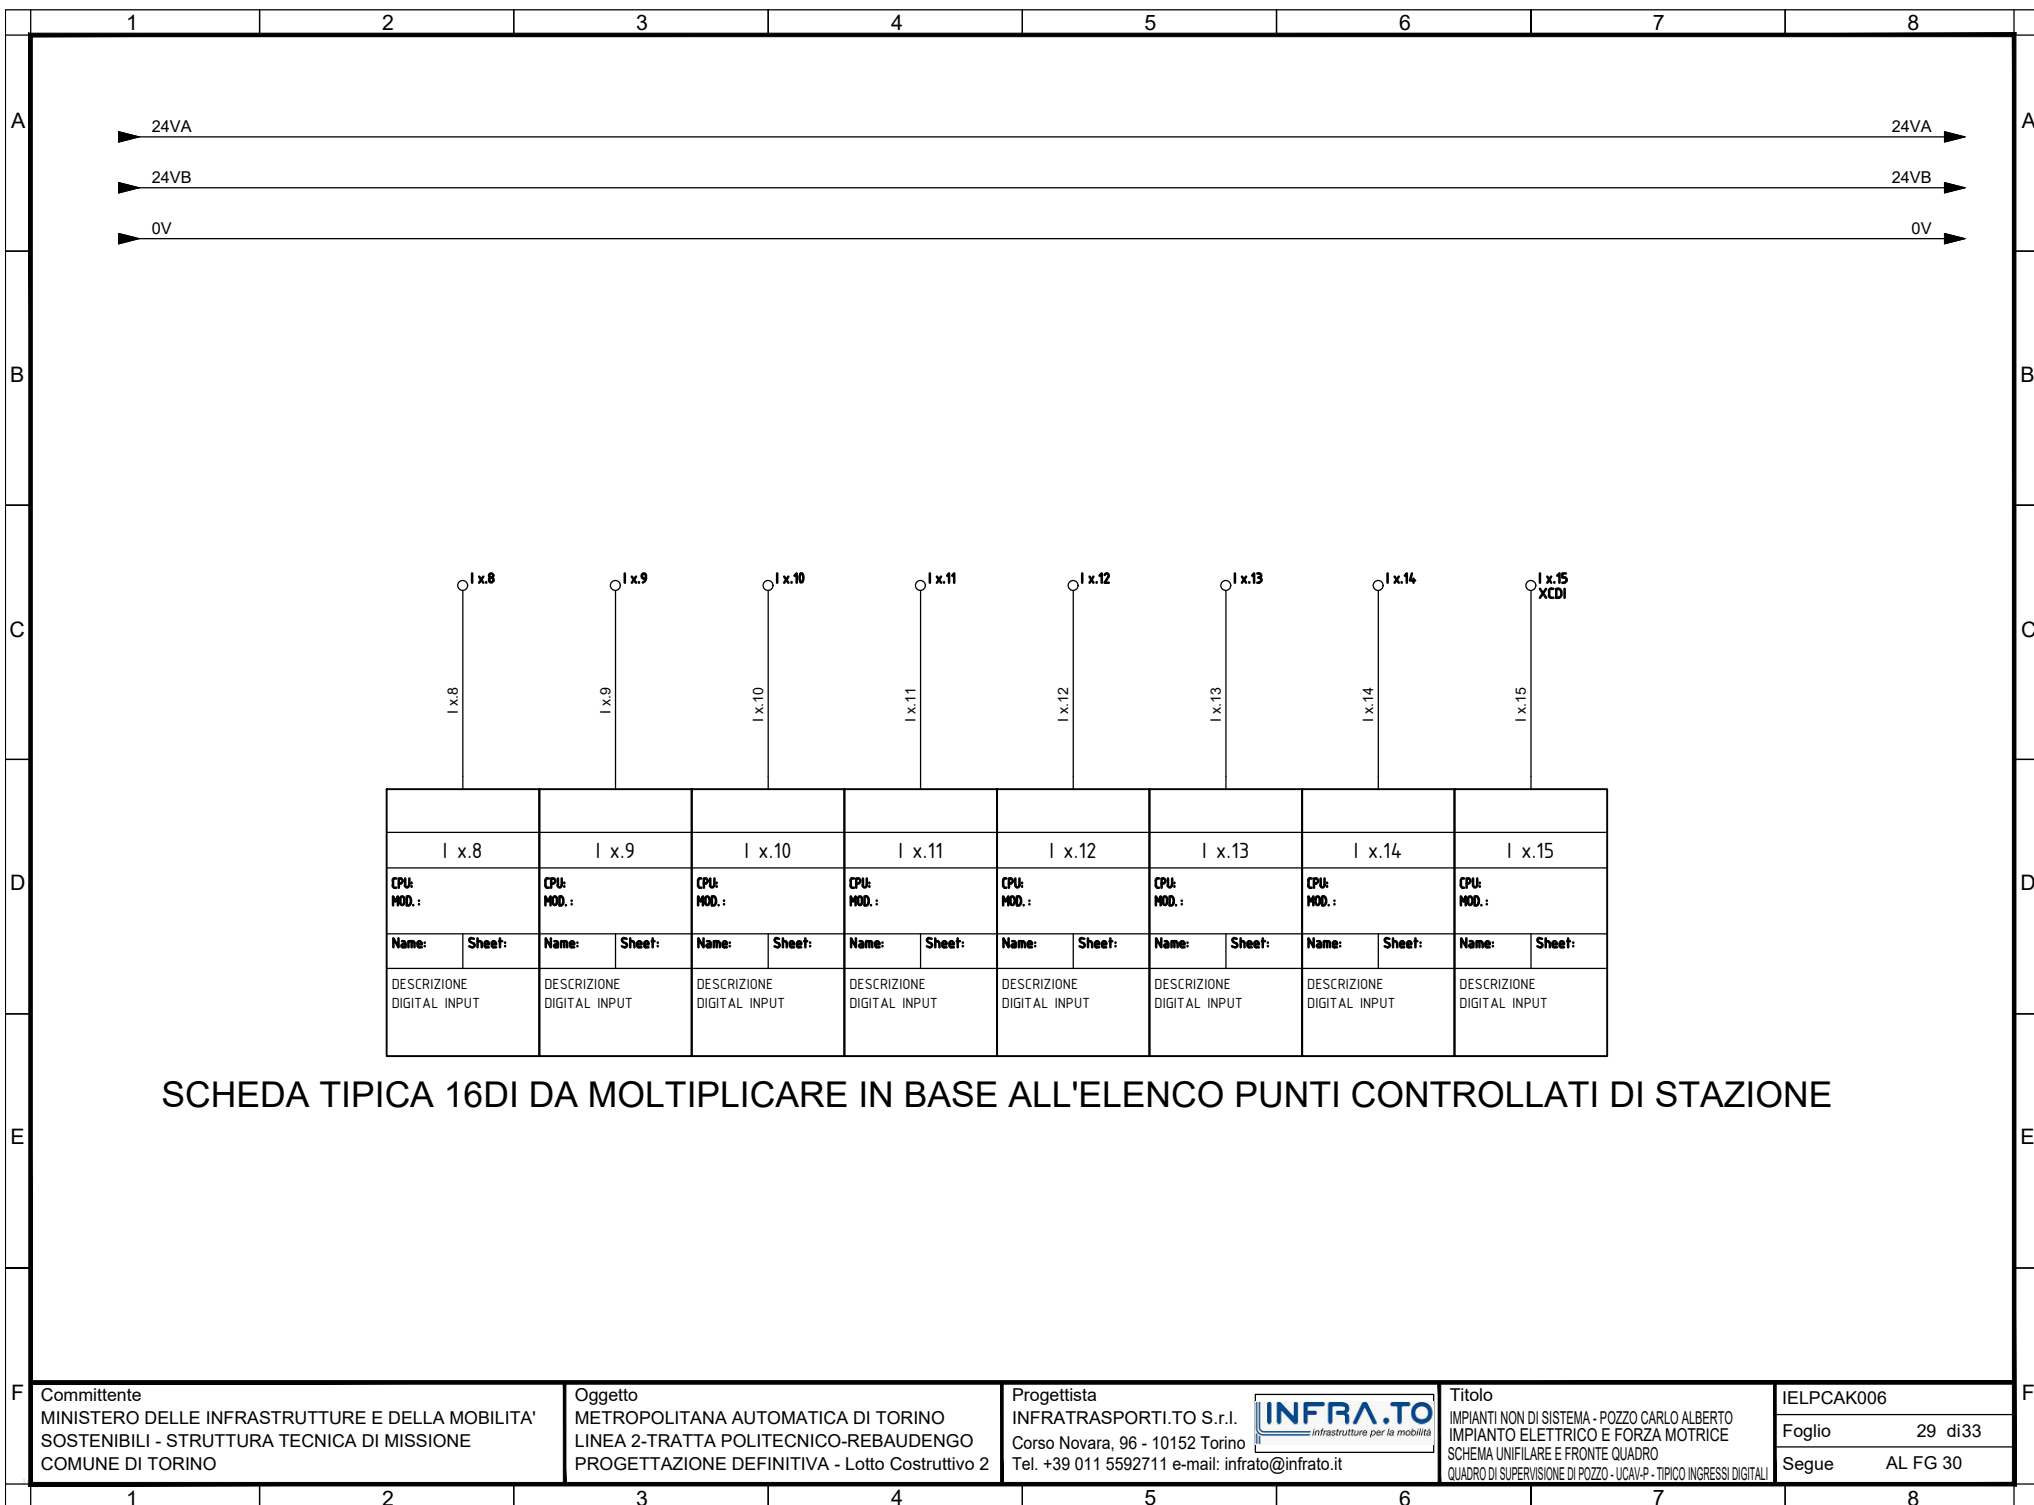 1 2 3 4 5 6 7 8
A A
24VA 24VA
24VB 24VB
0V 0V
B B
I x.8 I x.9 I x.10 I x.11 I x.12 I x.13 I x.14 I x.15
XCDI
C C
I x.8 I x.9 I x.10 I x.11 I x.12 I x.13 I x.14 I x.15
I x.8 I x.9 I x.10 I x.11 I x.12 I x.13 I x.14 I x.15
D D
CPU: CPU: CPU: CPU: CPU: CPU: CPU: CPU:
MOD. : MOD. : MOD. : MOD. : MOD. : MOD. : MOD. : MOD. :
Name: Sheet: Name: Sheet: Name: Sheet: Name: Sheet: Name: Sheet: Name: Sheet: Name: Sheet: Name: Sheet:
DESCRIZIONE DESCRIZIONE DESCRIZIONE DESCRIZIONE DESCRIZIONE DESCRIZIONE DESCRIZIONE DESCRIZIONE
DIGITAL INPUT DIGITAL INPUT DIGITAL INPUT DIGITAL INPUT DIGITAL INPUT DIGITAL INPUT DIGITAL INPUT DIGITAL INPUT
SCHEDA TIPICA 16DI DA MOLTIPLICARE IN BASE ALL'ELENCO PUNTI CONTROLLATI DI STAZIONE
E E
F F
Committente
MINISTERO DELLE INFRASTRUTTURE E DELLA MOBILITA'
SOSTENIBILI - STRUTTURA TECNICA DI MISSIONE
COMUNE DI TORINO
Oggetto
METROPOLITANA AUTOMATICA DI TORINO
LINEA 2-TRATTA POLITECNICO-REBAUDENGO
PROGETTAZIONE DEFINITIVA - Lotto Costruttivo 2
Progettista
INFRATRASPORTI.TO S.r.l.
Corso Novara, 96 - 10152 Torino
Tel. +39 011 5592711 e-mail: infrato@infrato.it
INFRA.TO
infrastrutture per la mobilità
Titolo
IMPIANTI NON DI SISTEMA - POZZO CARLO ALBERTO
IMPIANTO ELETTRICO E FORZA MOTRICE
SCHEMA UNIFILARE E FRONTE QUADRO
QUADRO DI SUPERVISIONE DI POZZO - UCAV-P - TIPICO INGRESSI DIGITALI
IELPCAK006
Foglio 29 di33
Segue AL FG 30
1 2 3 4 5 6 7 8